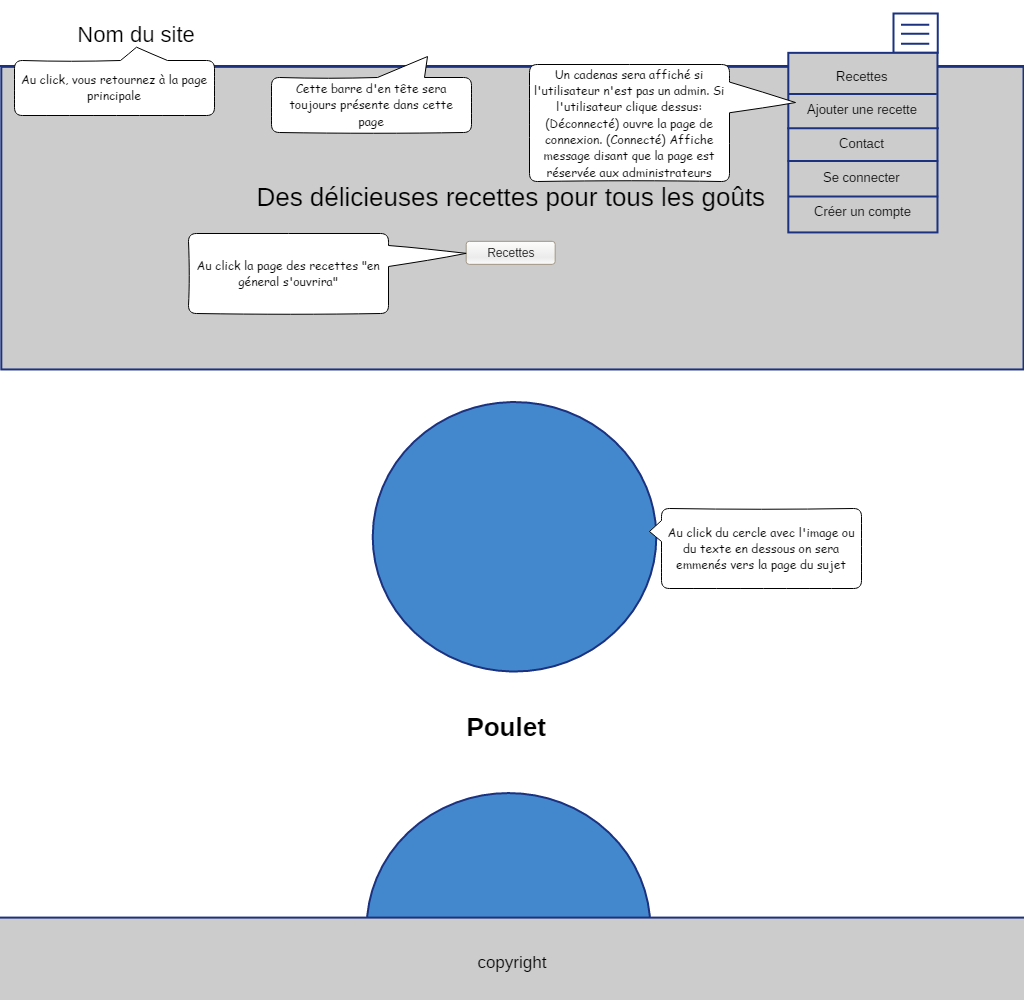 Nom du site
Au click, vous retournez à la page
principale
Cette barre d'en tête sera
toujours présente dans cette
page
Un cadenas sera affiché si
l'utilisateur n'est pas un admin. Si
l'utilisateur clique dessus:
(Déconnecté) ouvre la page de
connexion. (Connecté) Affiche
message disant que la page est
réservée aux administrateurs
Recettes
Ajouter une recette
Contact
Se connecter
Créer un compte
Des délicieuses recettes pour tous les goûts
Au click la page des recettes "en
géneral s'ouvrira"
Recettes
Au click du cercle avec l'image ou
du texte en dessous on sera
emmenés vers la page du sujet
Poulet
copyright